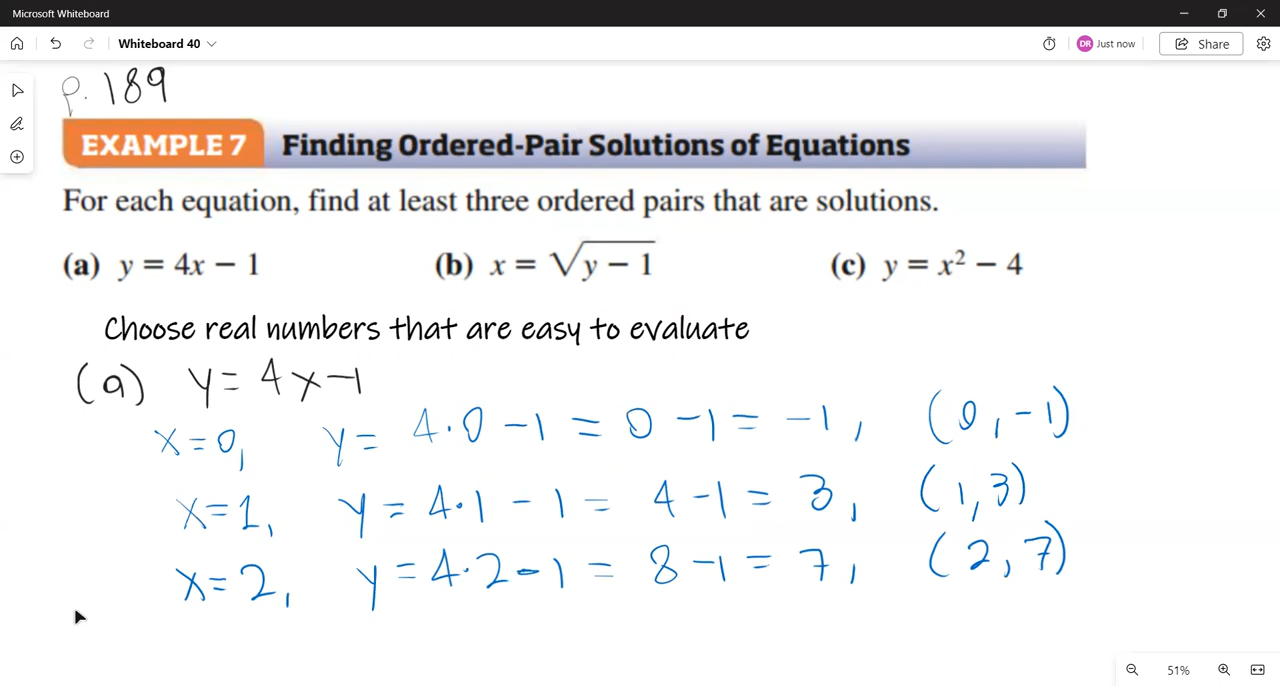 Microsoft Whiteboard
Whiteboard 40
DR Just now Share
p. 189
EXAMPLE 7 Finding Ordered-Pair Solutions of Equations
For each equation, find at least three ordered pairs that are solutions.
(a) y = 4x − 1 (b) x = √(y − 1) (c) y = x² − 4
Choose real numbers that are easy to evaluate
(a) y = 4x − 1
x = 0, y = 4·0 − 1 = 0 − 1 = −1, (0, −1)
x = 1, y = 4·1 − 1 = 4 − 1 = 3, (1, 3)
x = 2, y = 4·2 − 1 = 8 − 1 = 7, (2, 7)
51%